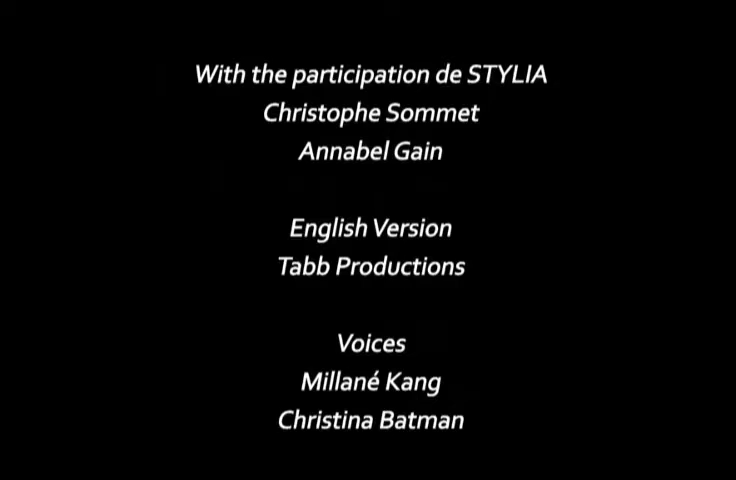 With the participation de STYLIA
Christophe Sommet
Annabel Gain
English Version
Tabb Productions
Voices
Millané Kang
Christina Batman